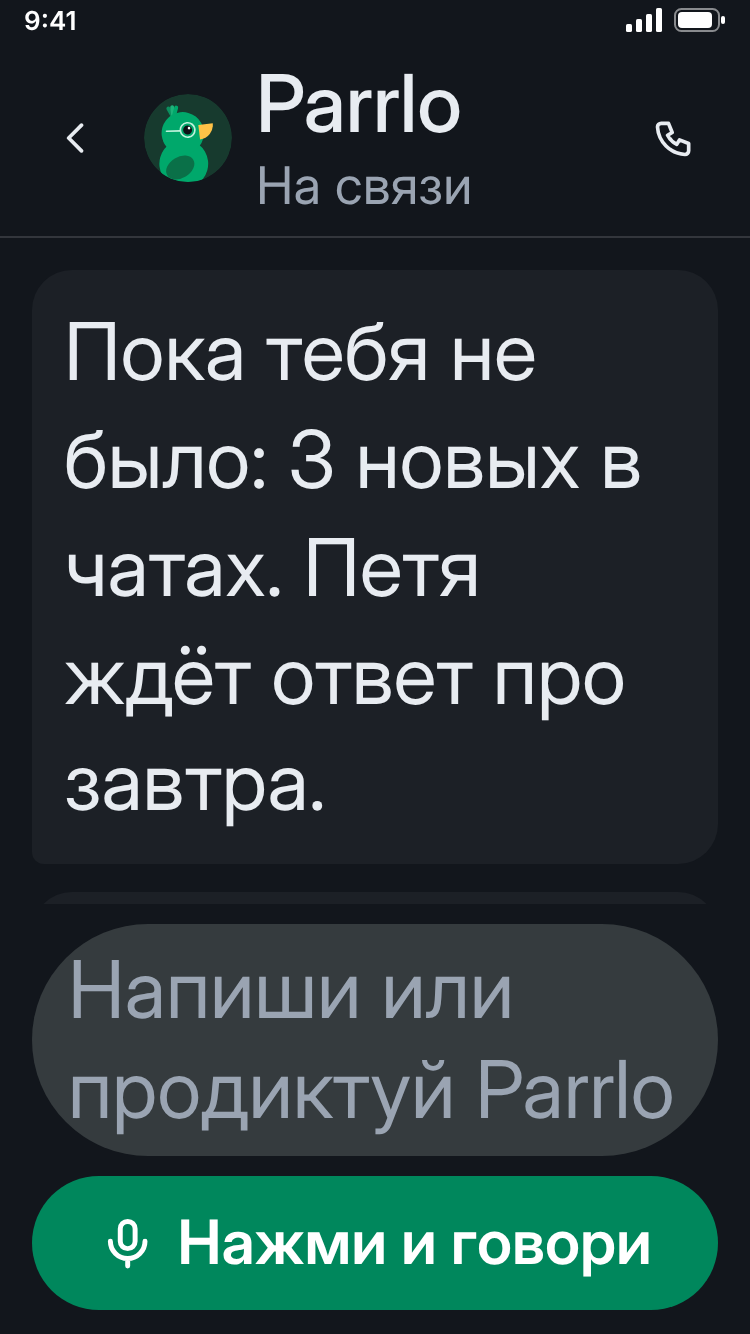 9:41
Parrlo
На связи
Пока тебя не
было: 3 новых в
чатах. Петя
ждёт ответ про
завтра.
Напиши или
продиктуй Parrlo
Нажми и говори